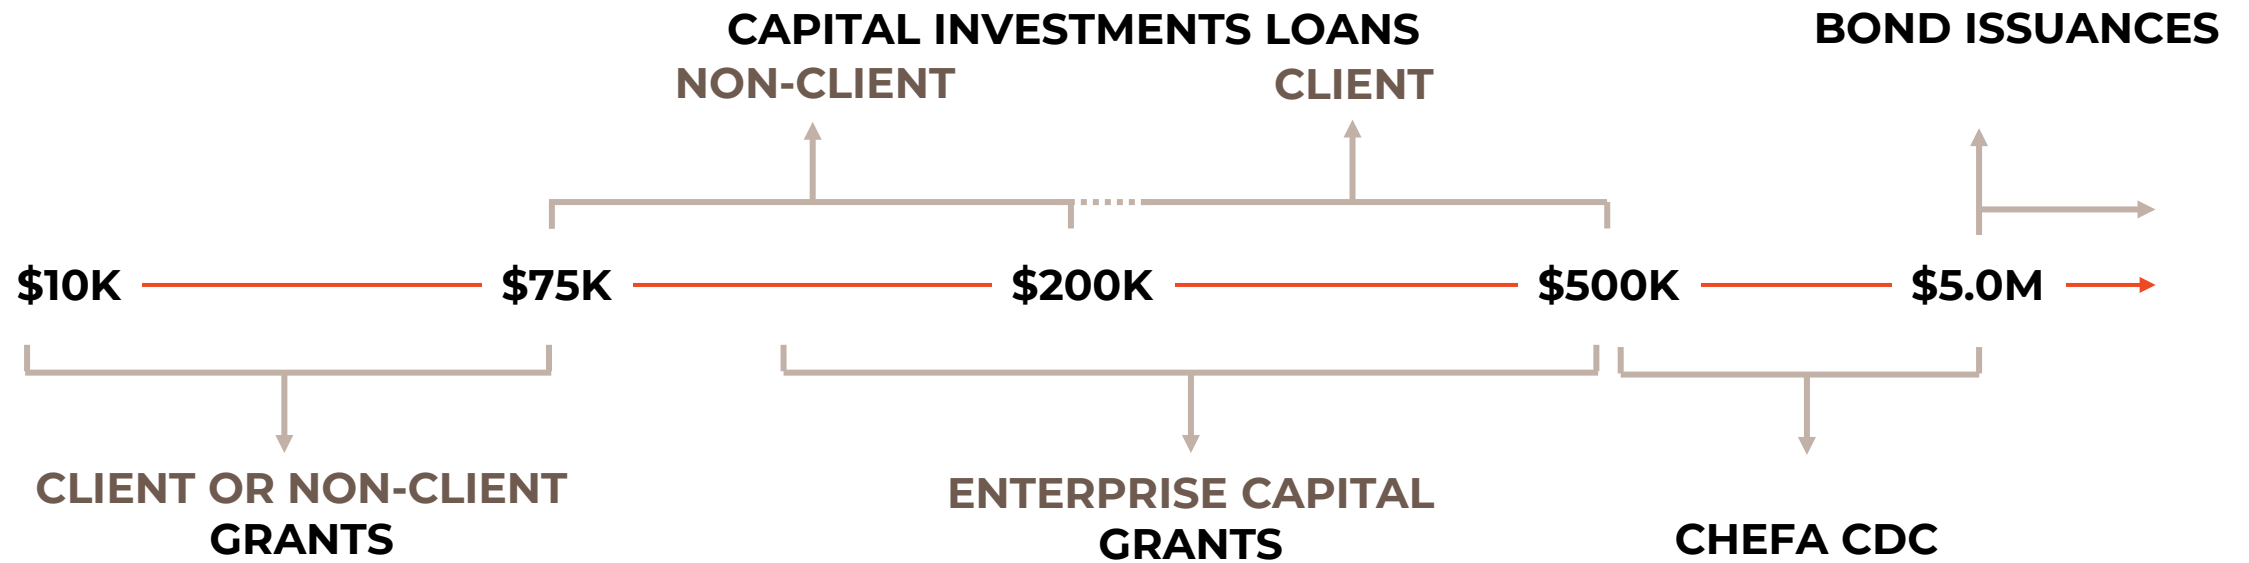 CAPITAL INVESTMENTS LOANS
BOND ISSUANCES
NON-CLIENT
CLIENT
$10K
$75K
$200K
$500K
$5.0M
CLIENT OR NON-CLIENT
GRANTS
ENTERPRISE CAPITAL
GRANTS
CHEFA CDC